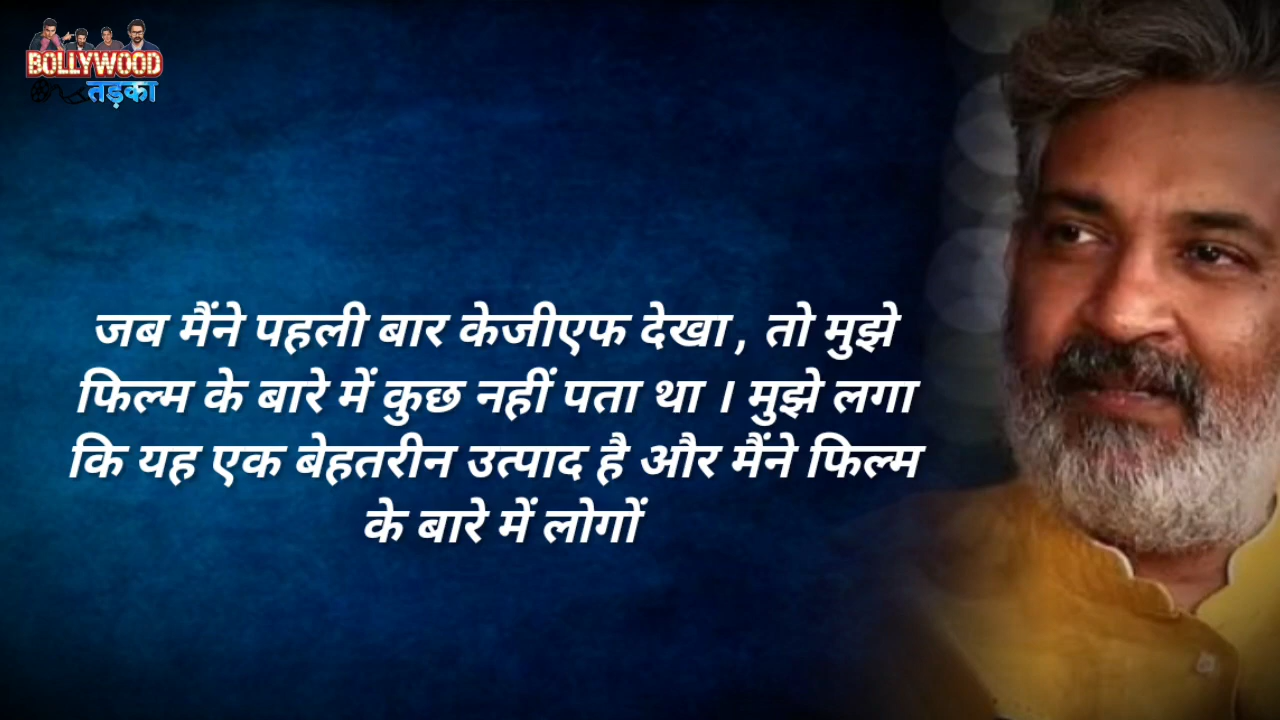 BOLLYWOOD
तड़का
जब मैंने पहली बार केजीएफ देखा, तो मुझे
फिल्म के बारे में कुछ नहीं पता था । मुझे लगा
कि यह एक बेहतरीन उत्पाद है और मैंने फिल्म
के बारे में लोगों